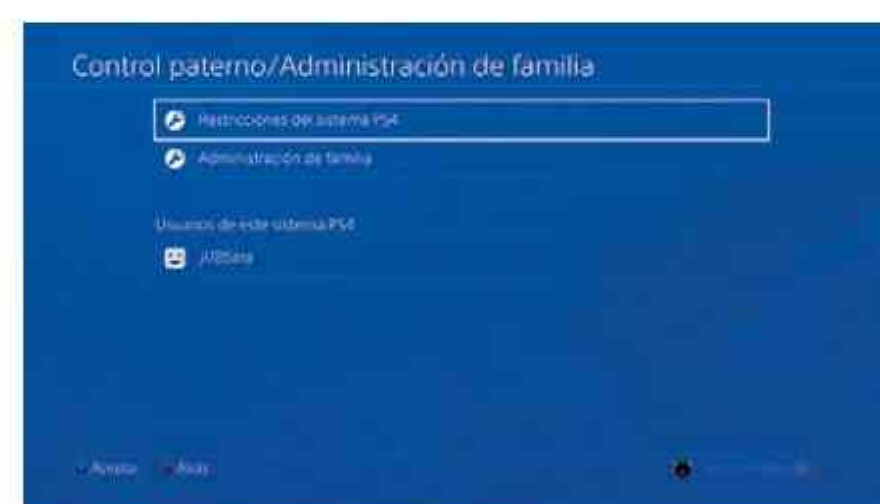 Control paterno/Administración de familia
Restricciones del sistema PS4
Administración de familia
Usuarios de este sistema PS4
Aceptar Atrás